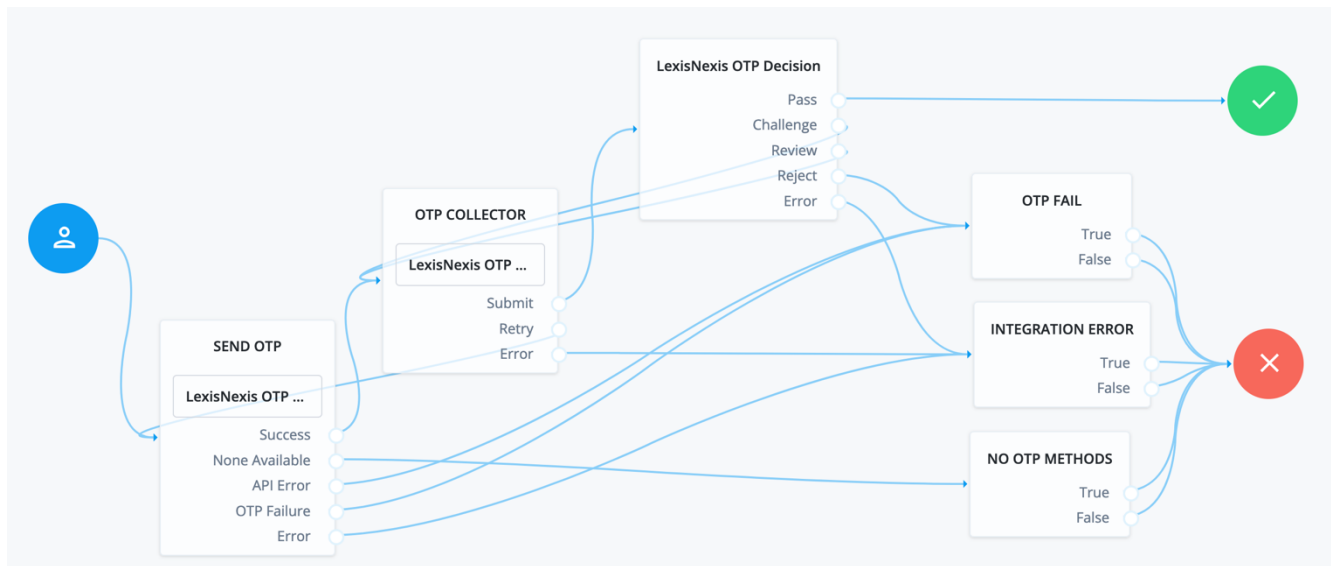 LexisNexis OTP Decision
Pass
Challenge
Review
Reject
Error
OTP COLLECTOR
LexisNexis OTP ...
Submit
Retry
Error
SEND OTP
LexisNexis OTP ...
Success
None Available
API Error
OTP Failure
Error
OTP FAIL
True
False
INTEGRATION ERROR
True
False
NO OTP METHODS
True
False